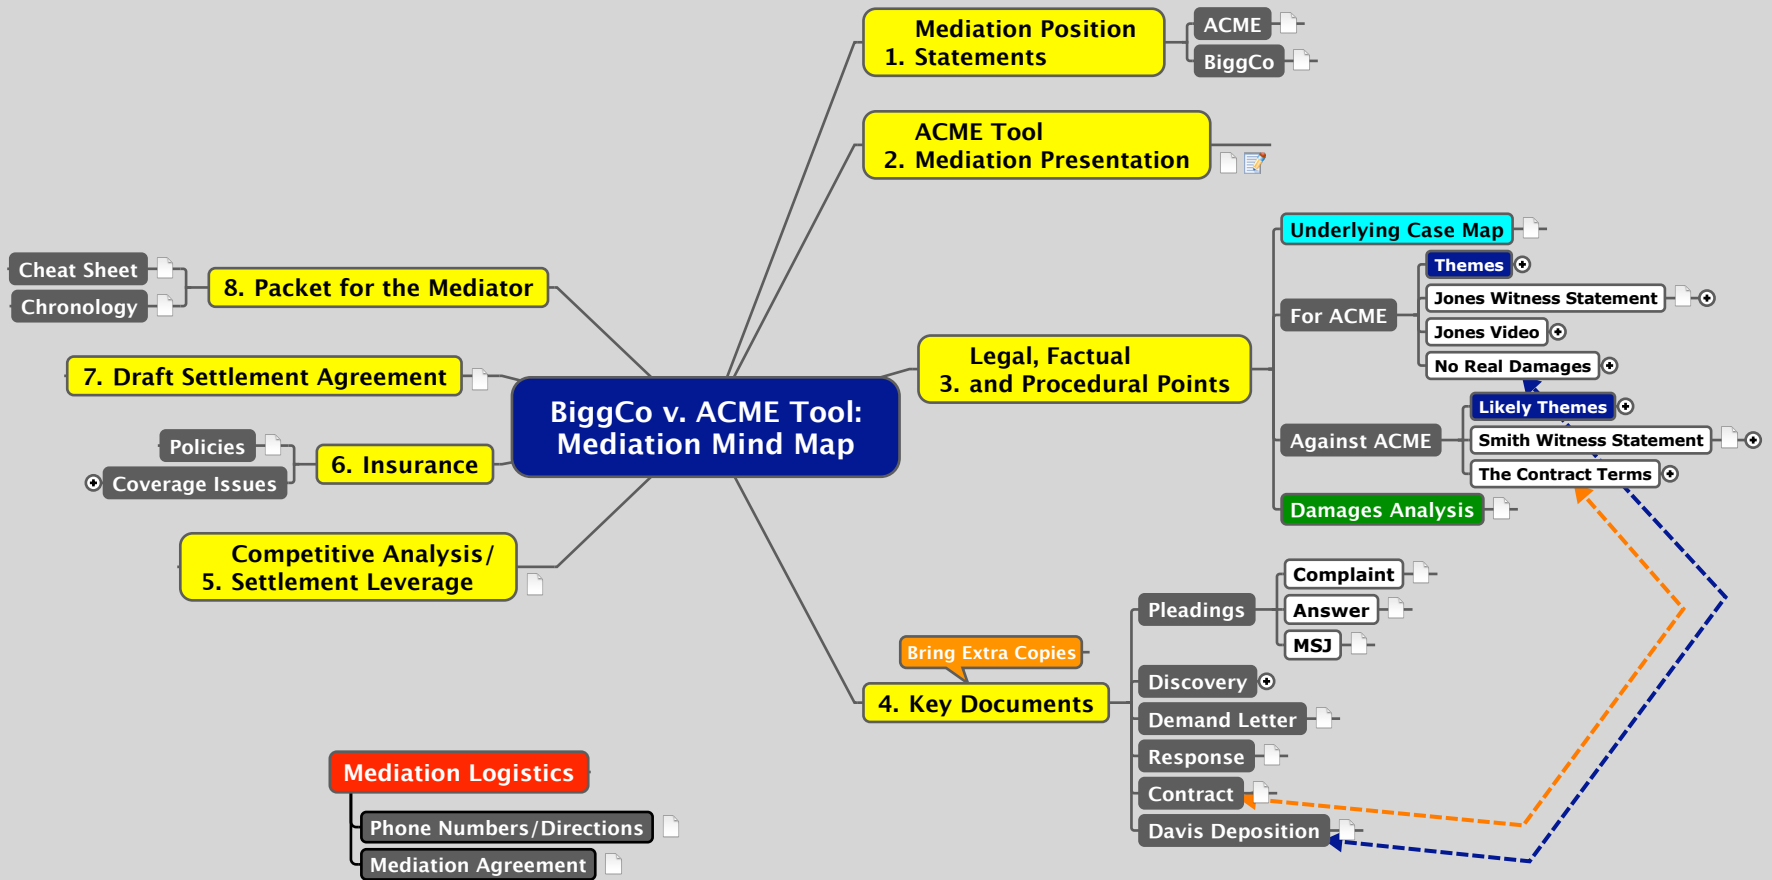 BiggCo v. ACME Tool:
Mediation Mind Map
Mediation Position
1. Statements
ACME
BiggCo
ACME Tool
2. Mediation Presentation
Legal, Factual
3. and Procedural Points
Underlying Case Map
For ACME
Themes
Jones Witness Statement
Jones Video
No Real Damages
Against ACME
Likely Themes
Smith Witness Statement
The Contract Terms
Damages Analysis
Bring Extra Copies
4. Key Documents
Pleadings
Complaint
Answer
MSJ
Discovery
Demand Letter
Response
Contract
Davis Deposition
Competitive Analysis/
5. Settlement Leverage
6. Insurance
Policies
Coverage Issues
7. Draft Settlement Agreement
8. Packet for the Mediator
Cheat Sheet
Chronology
Mediation Logistics
Phone Numbers/Directions
Mediation Agreement